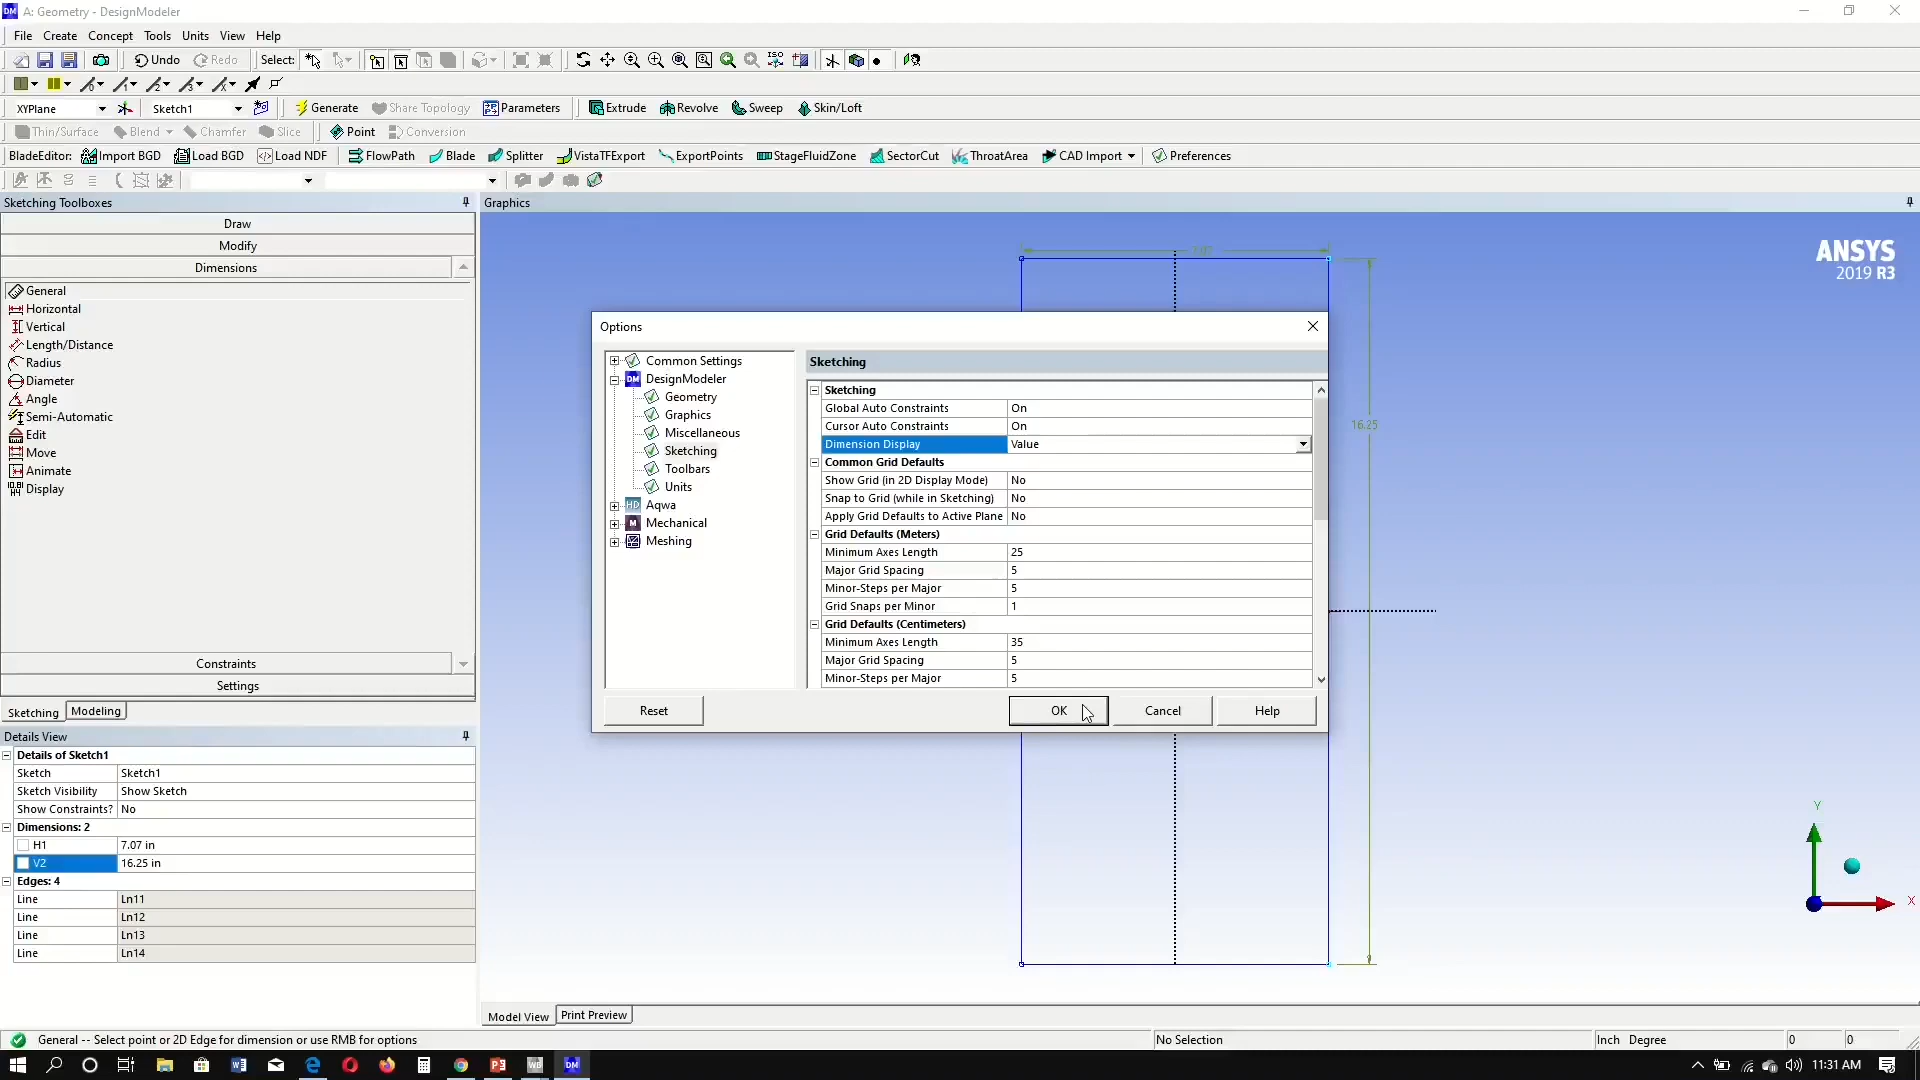 A: Geometry - DesignModeler
File Create Concept Tools Units View Help
Undo Redo Select:
XYPlane Sketch1 Generate Share Topology Parameters Extrude Revolve Sweep Skin/Loft
Thin/Surface Blend Chamfer Slice Point Conversion
BladeEditor: Import BGD Load BGD Load NDF FlowPath Blade Splitter VistaTFExport ExportPoints StageFluidZone SectorCut ThroatArea CAD Import Preferences
Sketching Toolboxes
Draw
Modify
Dimensions
General
Horizontal
Vertical
Length/Distance
Radius
Diameter
Angle
Semi-Automatic
Edit
Move
Animate
Display
Constraints
Settings
Sketching Modeling
Details View
Details of Sketch1
Sketch Sketch1
Sketch Visibility Show Sketch
Show Constraints? No
Dimensions: 2
H1 7.07 in
V2 16.25 in
Edges: 4
Line Ln11
Line Ln12
Line Ln13
Line Ln14
Graphics
7.07
16.25
ANSYS
2019 R3
Options
Common Settings
DesignModeler
Geometry
Graphics
Miscellaneous
Sketching
Toolbars
Units
Aqwa
Mechanical
Meshing
Sketching
Sketching
Global Auto Constraints On
Cursor Auto Constraints On
Dimension Display Value
Common Grid Defaults
Show Grid (in 2D Display Mode) No
Snap to Grid (while in Sketching) No
Apply Grid Defaults to Active Plane No
Grid Defaults (Meters)
Minimum Axes Length 25
Major Grid Spacing 5
Minor-Steps per Major 5
Grid Snaps per Minor 1
Grid Defaults (Centimeters)
Minimum Axes Length 35
Major Grid Spacing 5
Minor-Steps per Major 5
Reset OK Cancel Help
Y
X
Model View Print Preview
General -- Select point or 2D Edge for dimension or use RMB for options No Selection Inch Degree 0 0
11:31 AM